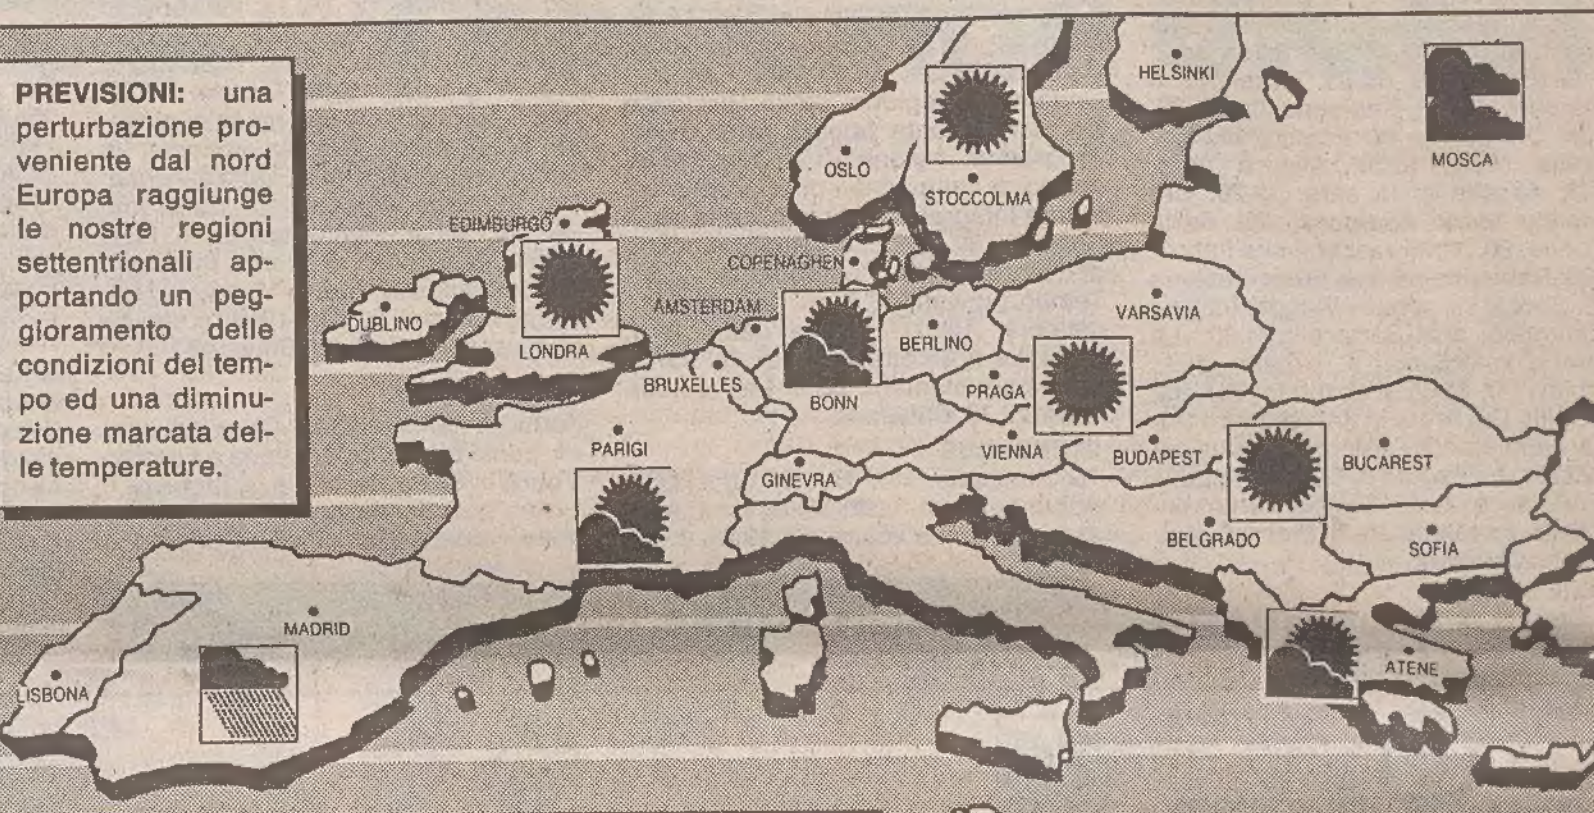 PREVISIONI: una
perturbazione pro-
veniente dal nord
Europa raggiunge
le nostre regioni
settentrionali ap-
portando un peg-
gioramento delle
condizioni del tem-
po ed una diminu-
zione marcata del-
le temperature.
HELSINKI
MOSCA
OSLO
STOCCOLMA
EDIMBURGO
COPENAGHEN
AMSTERDAM
DUBLINO
VARSAVIA
LONDRA
BERLINO
BRUXELLES
PRAGA
BONN
PARIGI
VIENNA
BUDAPEST
BUCAREST
GINEVRA
BELGRADO
SOFIA
MADRID
ATENE
LISBONA